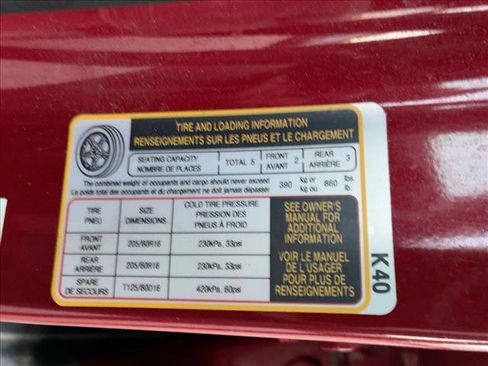 TIRE AND LOADING INFORMATION
RENSEIGNEMENTS SUR LES PNEUS ET LE CHARGEMENT
SEATING CAPACITY
NOMBRE DE PLACES
TOTAL 5
FRONT
AVANT 2
REAR
ARRIÈRE 3
The combined weight of occupants and cargo should never exceed
Le poids total des occupants et du chargement ne doit jamais dépasser
390 kg or
kg ou
860 lbs.
lb.
TIRE
PNEU
SIZE
DIMENSIONS
COLD TIRE PRESSURE
PRESSION DES
PNEUS À FROID
FRONT
AVANT
205/60R16
230kPa, 33psi
REAR
ARRIÈRE
205/60R16
230kPa, 33psi
SPARE
DE SECOURS
T125/80D16
420kPa, 60psi
SEE OWNER'S
MANUAL FOR
ADDITIONAL
INFORMATION
VOIR LE MANUEL
DE L'USAGER
POUR PLUS DE
RENSEIGNEMENTS
K40